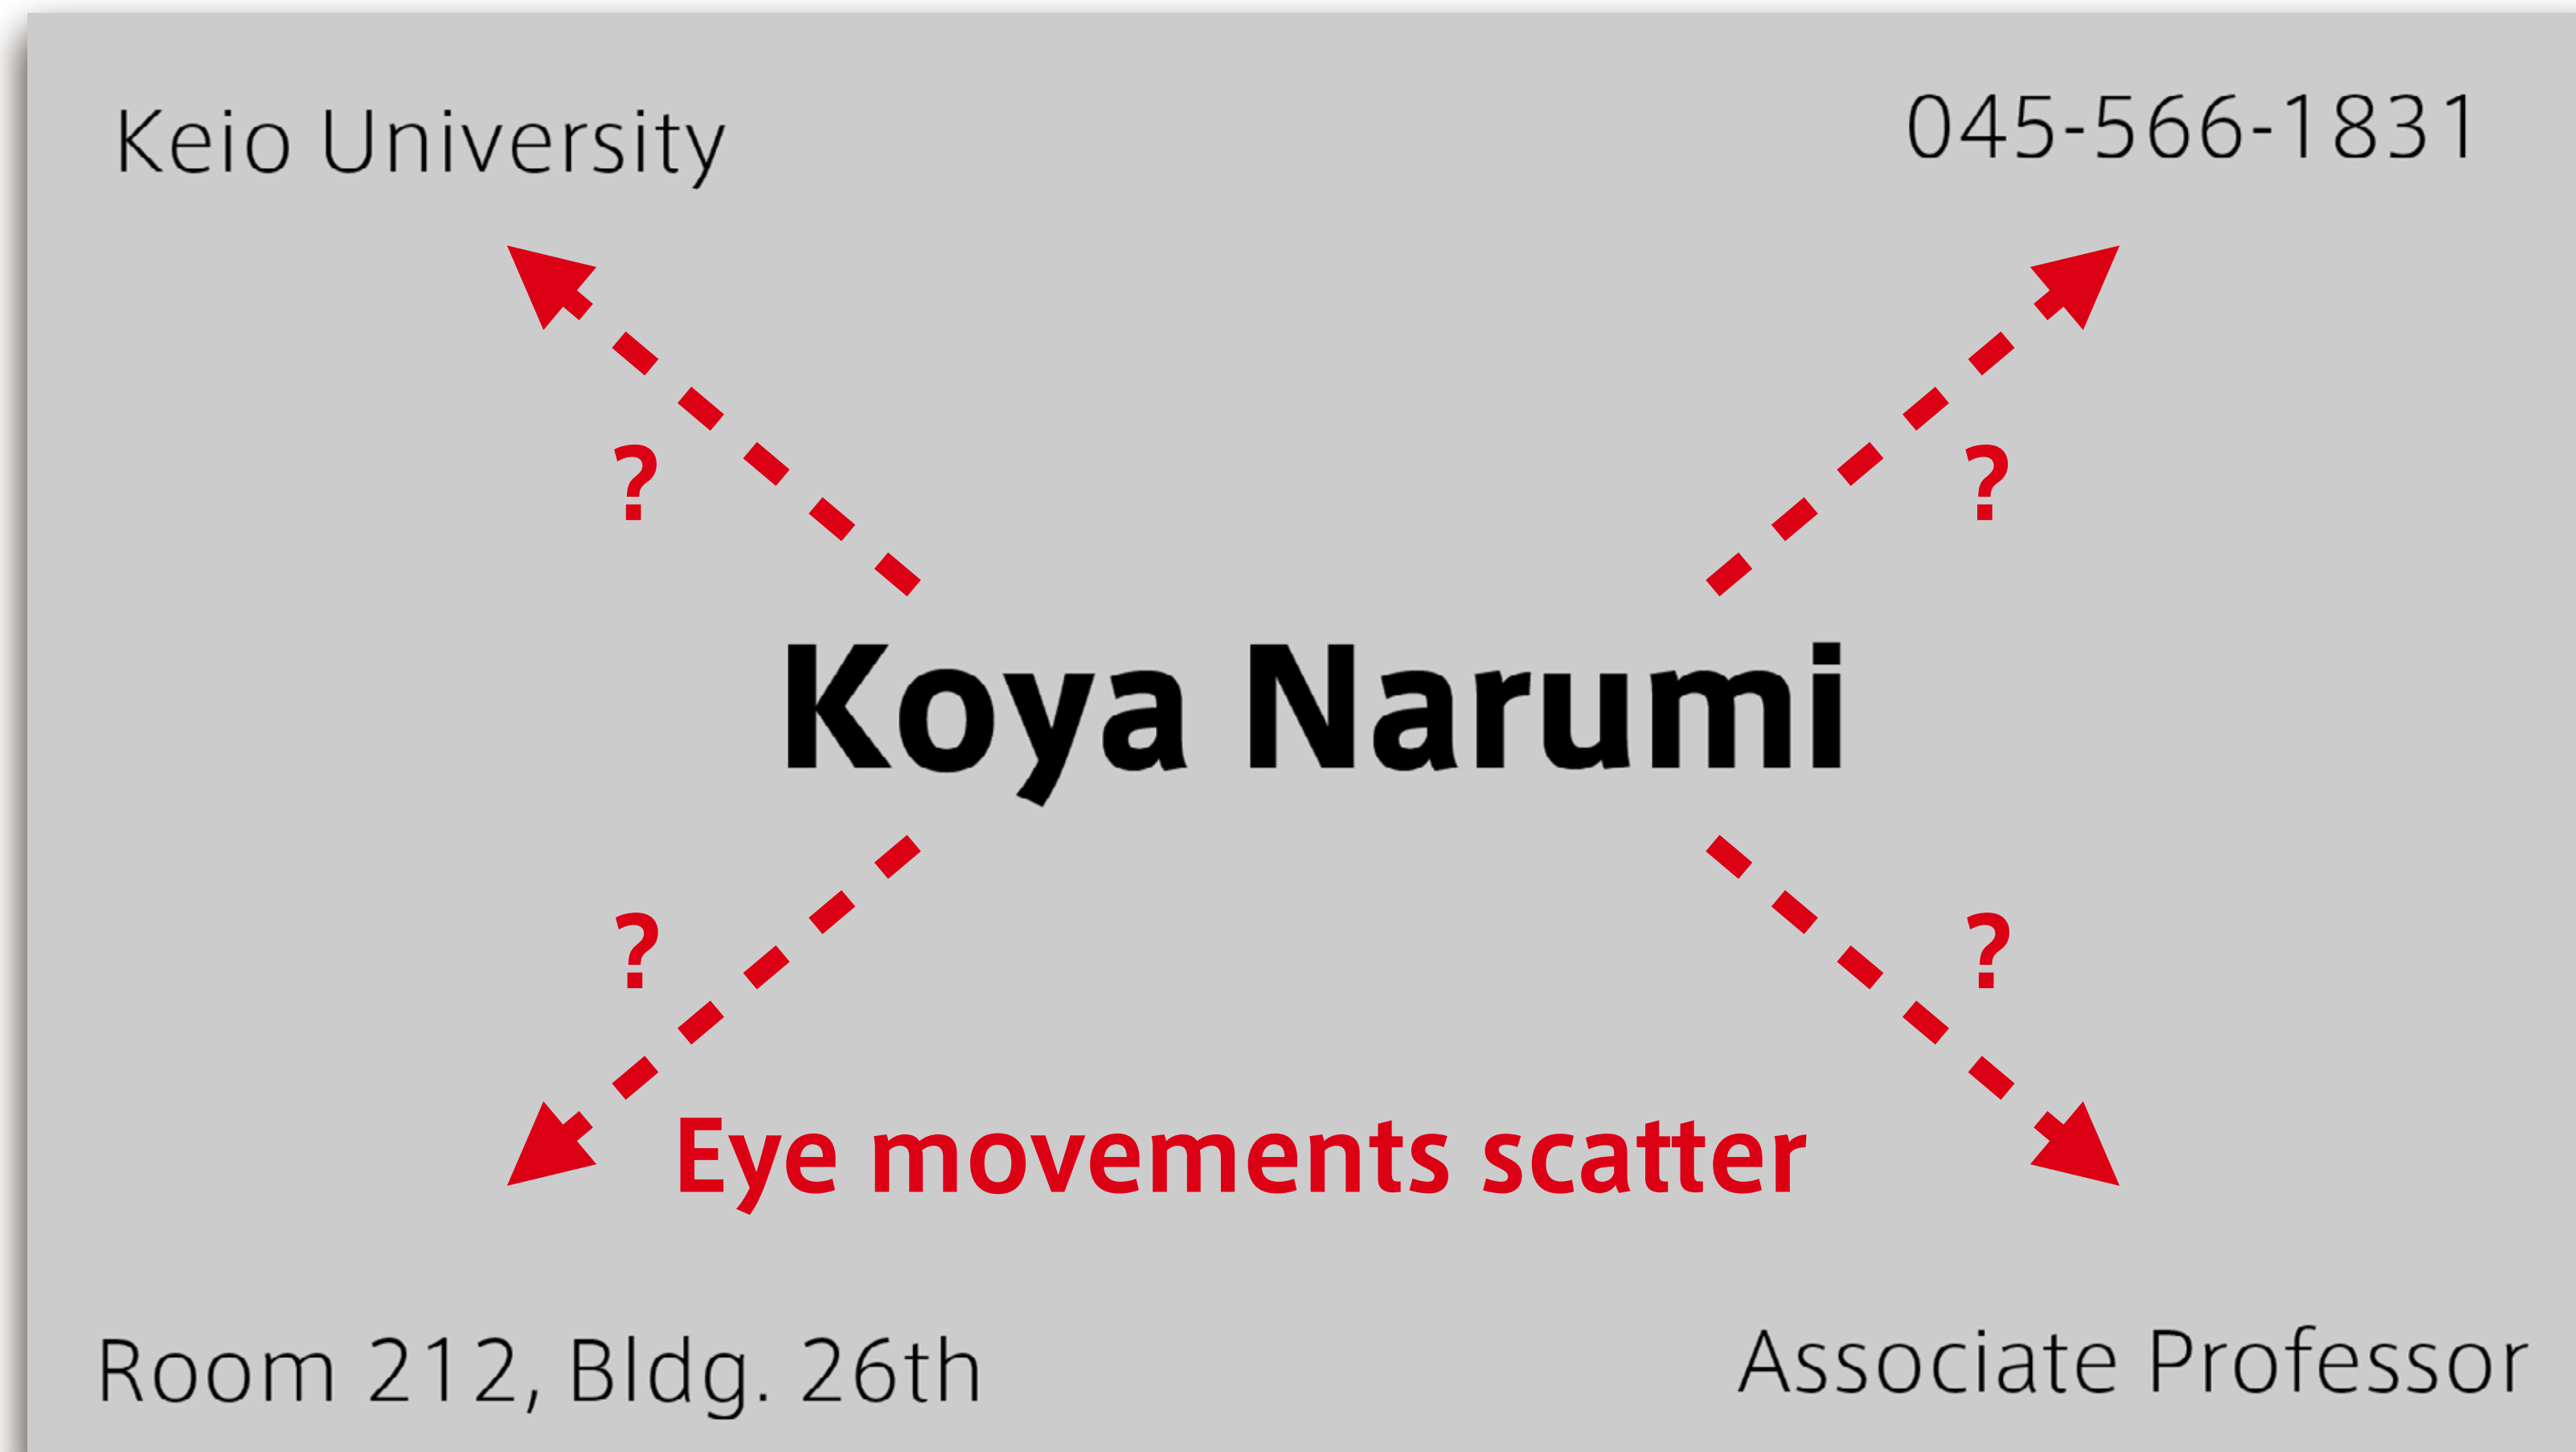 Keio University
045-566-1831
?
?
Koya Narumi
?
?
Eye movements scatter
Room 212, Bldg. 26th
Associate Professor